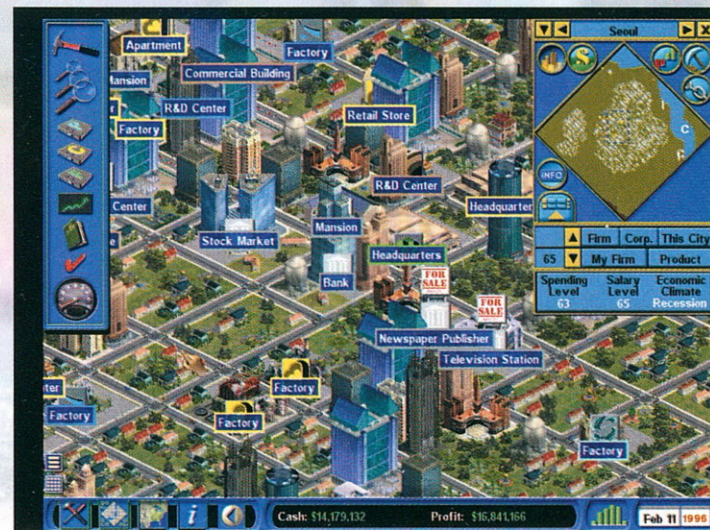 Apartment
Factory
Mansion
Commercial Building
R&D Center
Factory
Retail Store
R&D Center
Center
Headquarter
Mansion
Stock Market
Headquarters
Bank
FOR
SALE
FOR
SALE
Newspaper Publisher
Television Station
Factory
Factory
Factory
Factory
Seoul
INFO
C
Firm Corp. This City
65 My Firm Product
Spending Salary Economic
Level Level Climate
63 65 Recession
i
Cash: $14,179,132 Profit: $16,841,166
Feb 11 1996